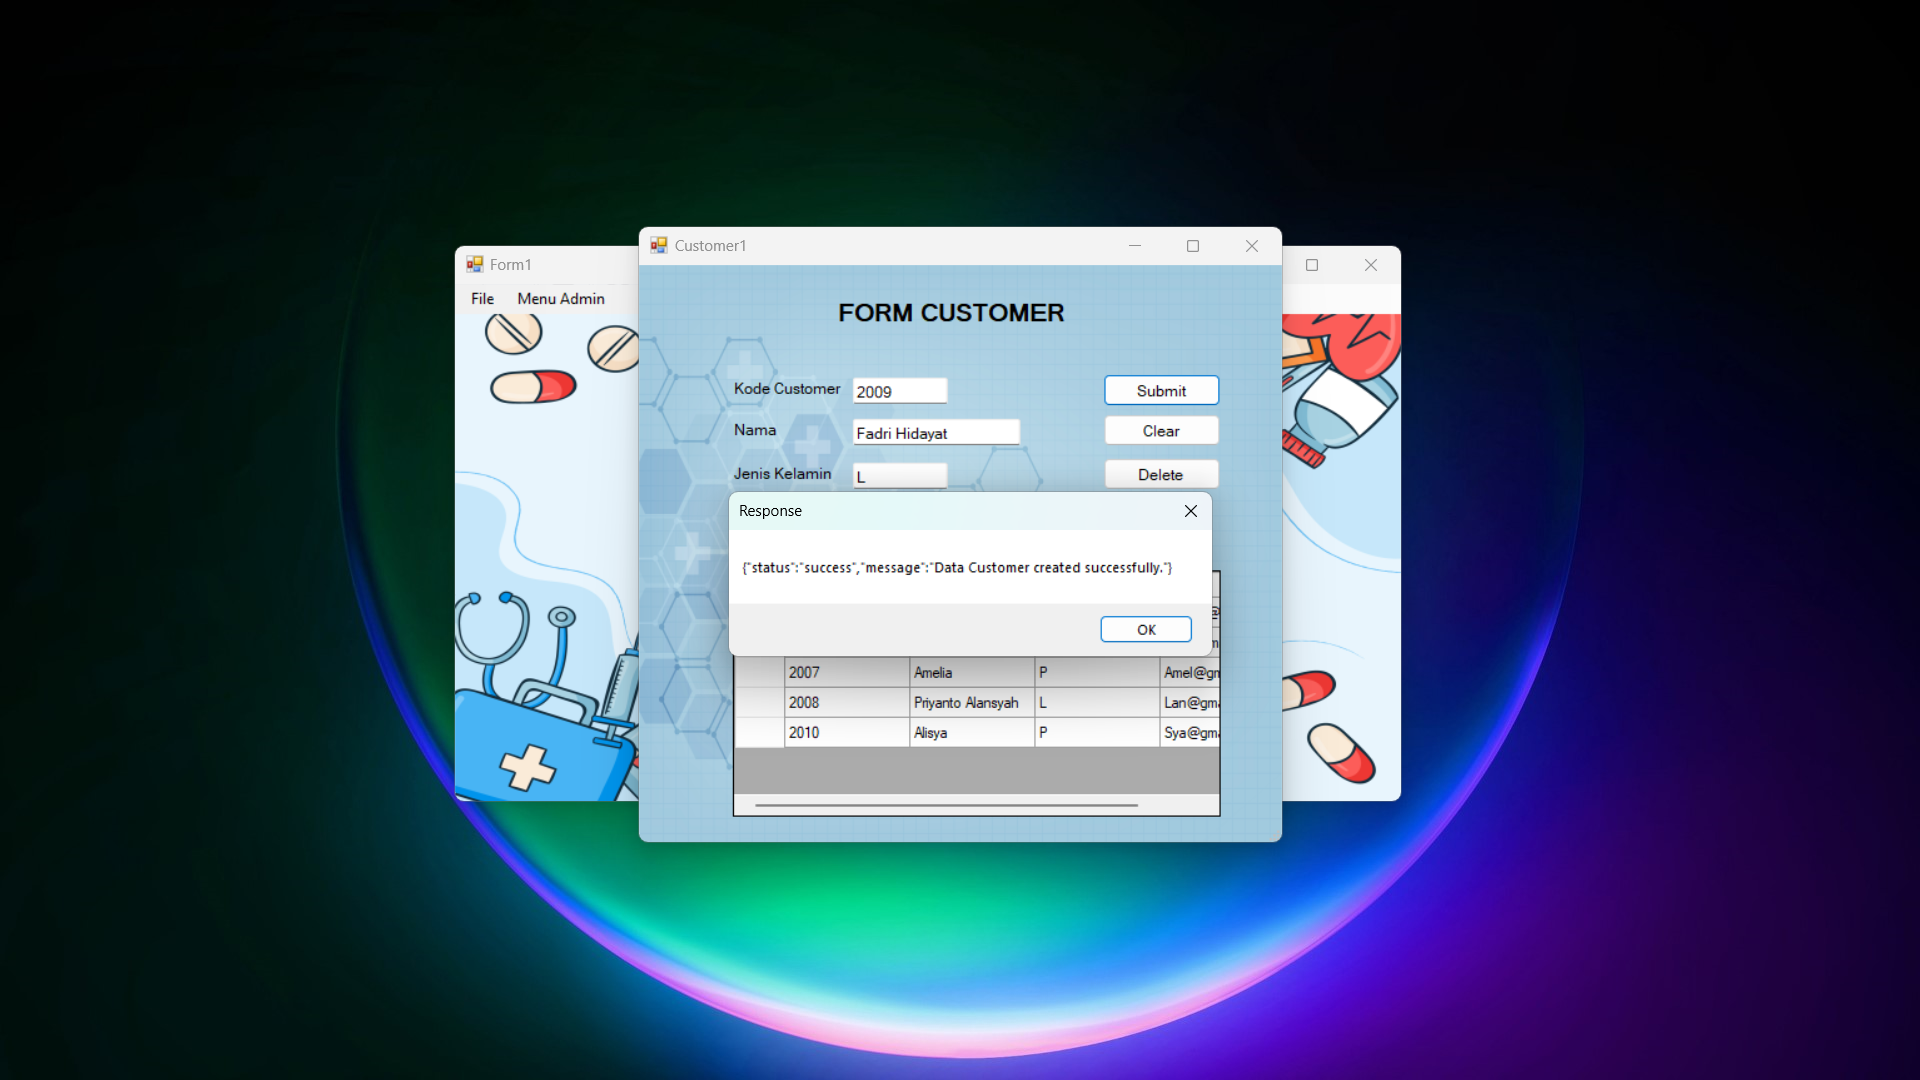 Customer1
Form1
File Menu Admin
FORM CUSTOMER
Kode Customer 2009 Submit
Nama Fadri Hidayat Clear
Jenis Kelamin L Delete
Response
{"status":"success","message":"Data Customer created successfully."}
OK
2007 Amelia P Amel@gm
2008 Priyanto Alansyah L Lan@gma
2010 Alisya P Sya@gma